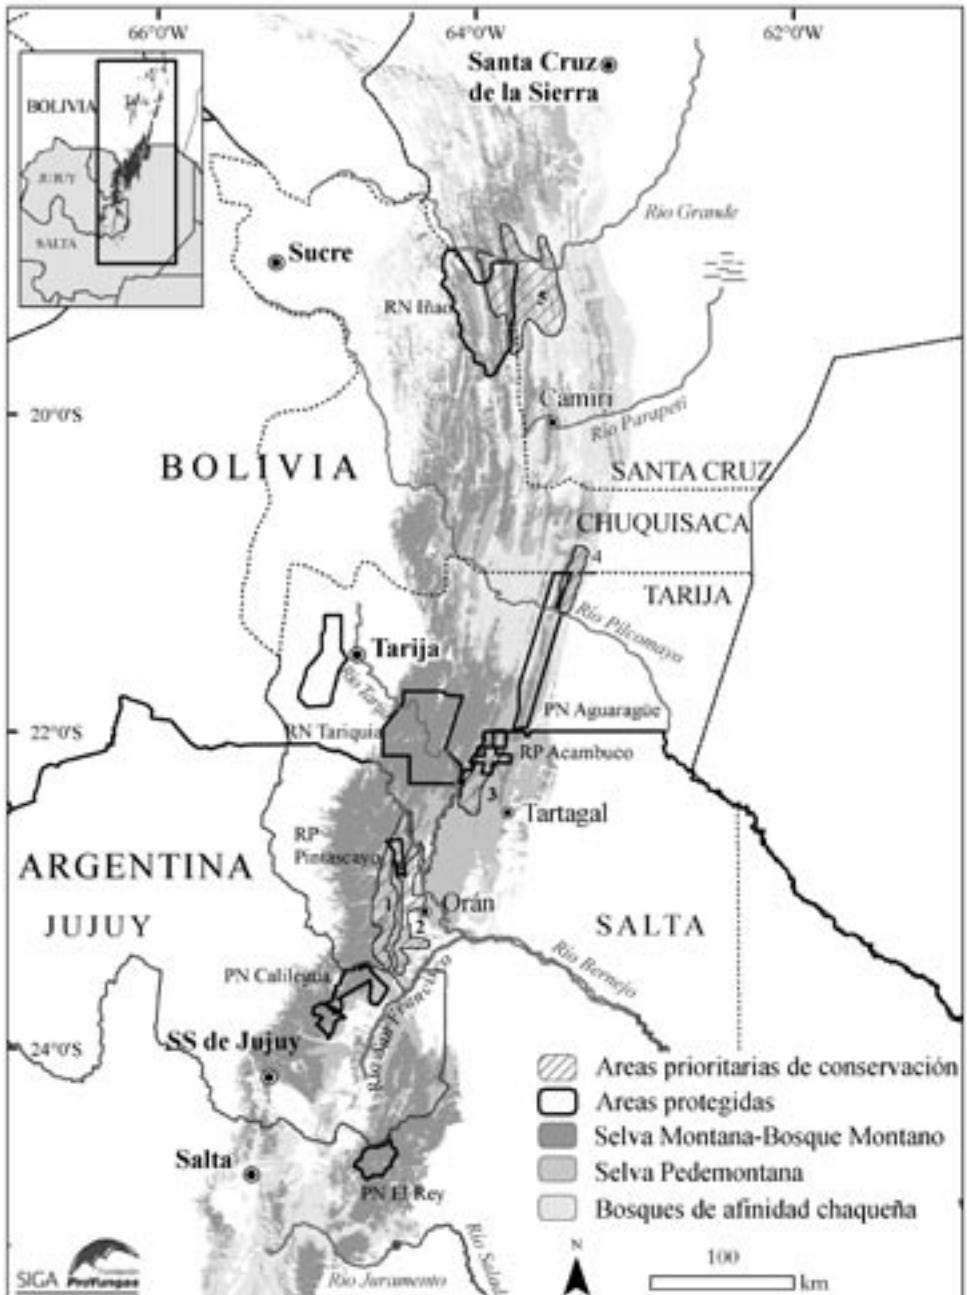 66°0'W
64°0'W
62°0'W
Santa Cruz
de la Sierra
BOLIVIA
JUJUY
SALTA
Río Grande
Sucre
RN Iñao
5
Camiri
Río Parapetí
20°0'S
BOLIVIA
SANTA CRUZ
CHUQUISACA
4
TARIJA
Río Pilcomayo
Tarija
Río Tarija
PN Aguaragüe
22°0'S
RN Tariquia
RP Acambuco
3
Tartagal
RP
Pintascayo
ARGENTINA
1
Orán
JUJUY
2
SALTA
Río Bermejo
PN Calilegua
Río San Francisco
SS de Jujuy
24°0'S
Areas prioritarias de conservación
Areas protegidas
Selva Montana-Bosque Montano
Salta
Selva Pedemontana
PN El Rey
Bosques de afinidad chaqueña
Río Salad
N
100
km
Río Juramento
SIGA ProYungas